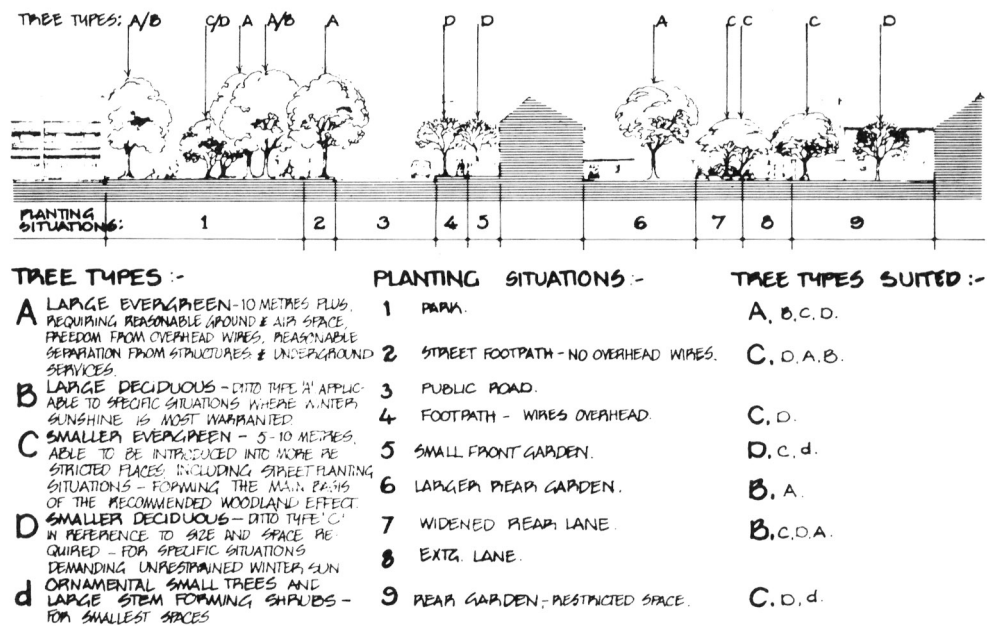 TREE TYPES: A/B C/D A A/B A D D A C C C D
PLANTING
SITUATIONS: 1 2 3 4 5 6 7 8 9
TREE TYPES :-
A LARGE EVERGREEN - 10 METRES PLUS,
REQUIRING REASONABLE GROUND & AIR SPACE,
FREEDOM FROM OVERHEAD WIRES, REASONABLE
SEPARATION FROM STRUCTURES & UNDERGROUND
SERVICES.
B LARGE DECIDUOUS - DITTO TYPE 'A' APPLIC-
ABLE TO SPECIFIC SITUATIONS WHERE WINTER
SUNSHINE IS MOST WARRANTED.
C SMALLER EVERGREEN - 5-10 METRES,
ABLE TO BE INTRODUCED INTO MORE RE
STRICTED PLACES, INCLUDING STREET PLANTING
SITUATIONS - FORMING THE MAIN BASIS
OF THE RECOMMENDED WOODLAND EFFECT.
D SMALLER DECIDUOUS - DITTO TYPE 'C'
IN REFERENCE TO SIZE AND SPACE RE-
QUIRED - FOR SPECIFIC SITUATIONS
DEMANDING UNRESTRAINED WINTER SUN
d ORNAMENTAL SMALL TREES AND
LARGE STEM FORMING SHRUBS -
FOR SMALLEST SPACES
PLANTING SITUATIONS :-
1 PARK.
2 STREET FOOTPATH - NO OVERHEAD WIRES.
3 PUBLIC ROAD.
4 FOOTPATH - WIRES OVERHEAD.
5 SMALL FRONT GARDEN.
6 LARGER REAR GARDEN.
7 WIDENED REAR LANE.
8 EXTG. LANE.
9 REAR GARDEN, - RESTRICTED SPACE.
TREE TYPES SUITED :-
A, B, C, D.
C, D, A, B.
C, D.
D, C, d.
B, A.
B, C, D, A.
C, D, d.